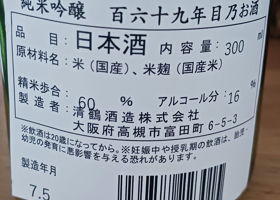 純米吟醸　百六十九年目乃お酒
品目：日本酒　内容量：300 ml
原材料名：米（国産）、米麹（国産米）
精米歩合：60 %　アルコール分：16 %
製造者：清鶴酒造株式会社
大阪府高槻市富田町6-5-3
※飲酒は20歳になってから。※妊娠中や授乳期の飲酒は、胎児・
幼児の発育に悪影響を与える恐れがあります。
製造年月
7.5